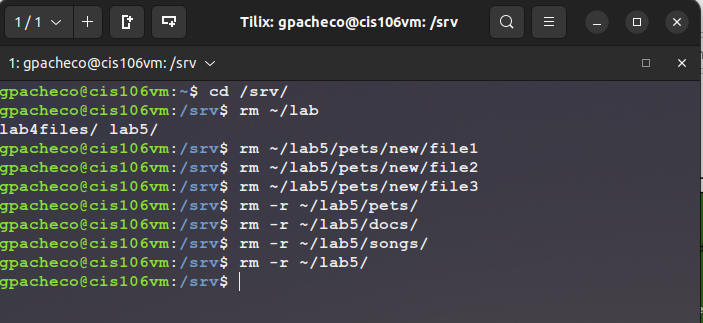 1 / 1
Tilix: gpacheco@cis106vm: /srv
1: gpacheco@cis106vm: /srv
gpacheco@cis106vm:~$ cd /srv/
gpacheco@cis106vm:/srv$ rm ~/lab
lab4files/ lab5/
gpacheco@cis106vm:/srv$ rm ~/lab5/pets/new/file1
gpacheco@cis106vm:/srv$ rm ~/lab5/pets/new/file2
gpacheco@cis106vm:/srv$ rm ~/lab5/pets/new/file3
gpacheco@cis106vm:/srv$ rm -r ~/lab5/pets/
gpacheco@cis106vm:/srv$ rm -r ~/lab5/docs/
gpacheco@cis106vm:/srv$ rm -r ~/lab5/songs/
gpacheco@cis106vm:/srv$ rm -r ~/lab5/
gpacheco@cis106vm:/srv$